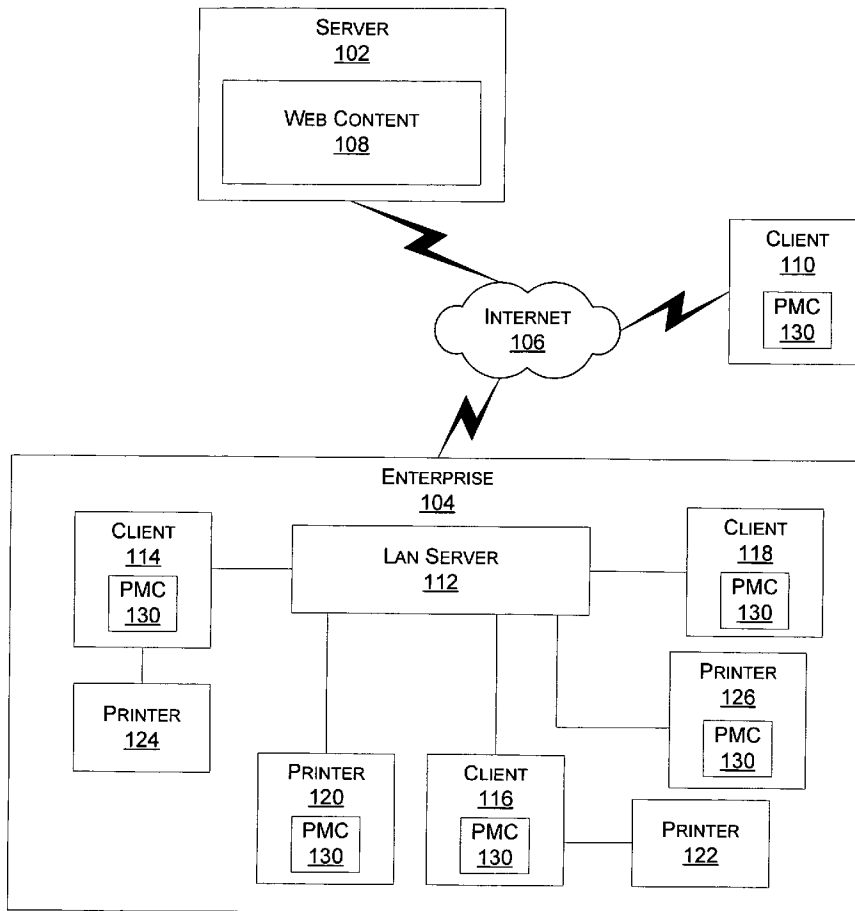 SERVER
102
WEB CONTENT
108
CLIENT
110
PMC
130
INTERNET
106
ENTERPRISE
104
CLIENT
114
PMC
130
LAN SERVER
112
CLIENT
118
PMC
130
PRINTER
124
PRINTER
126
PMC
130
PRINTER
120
PMC
130
CLIENT
116
PMC
130
PRINTER
122